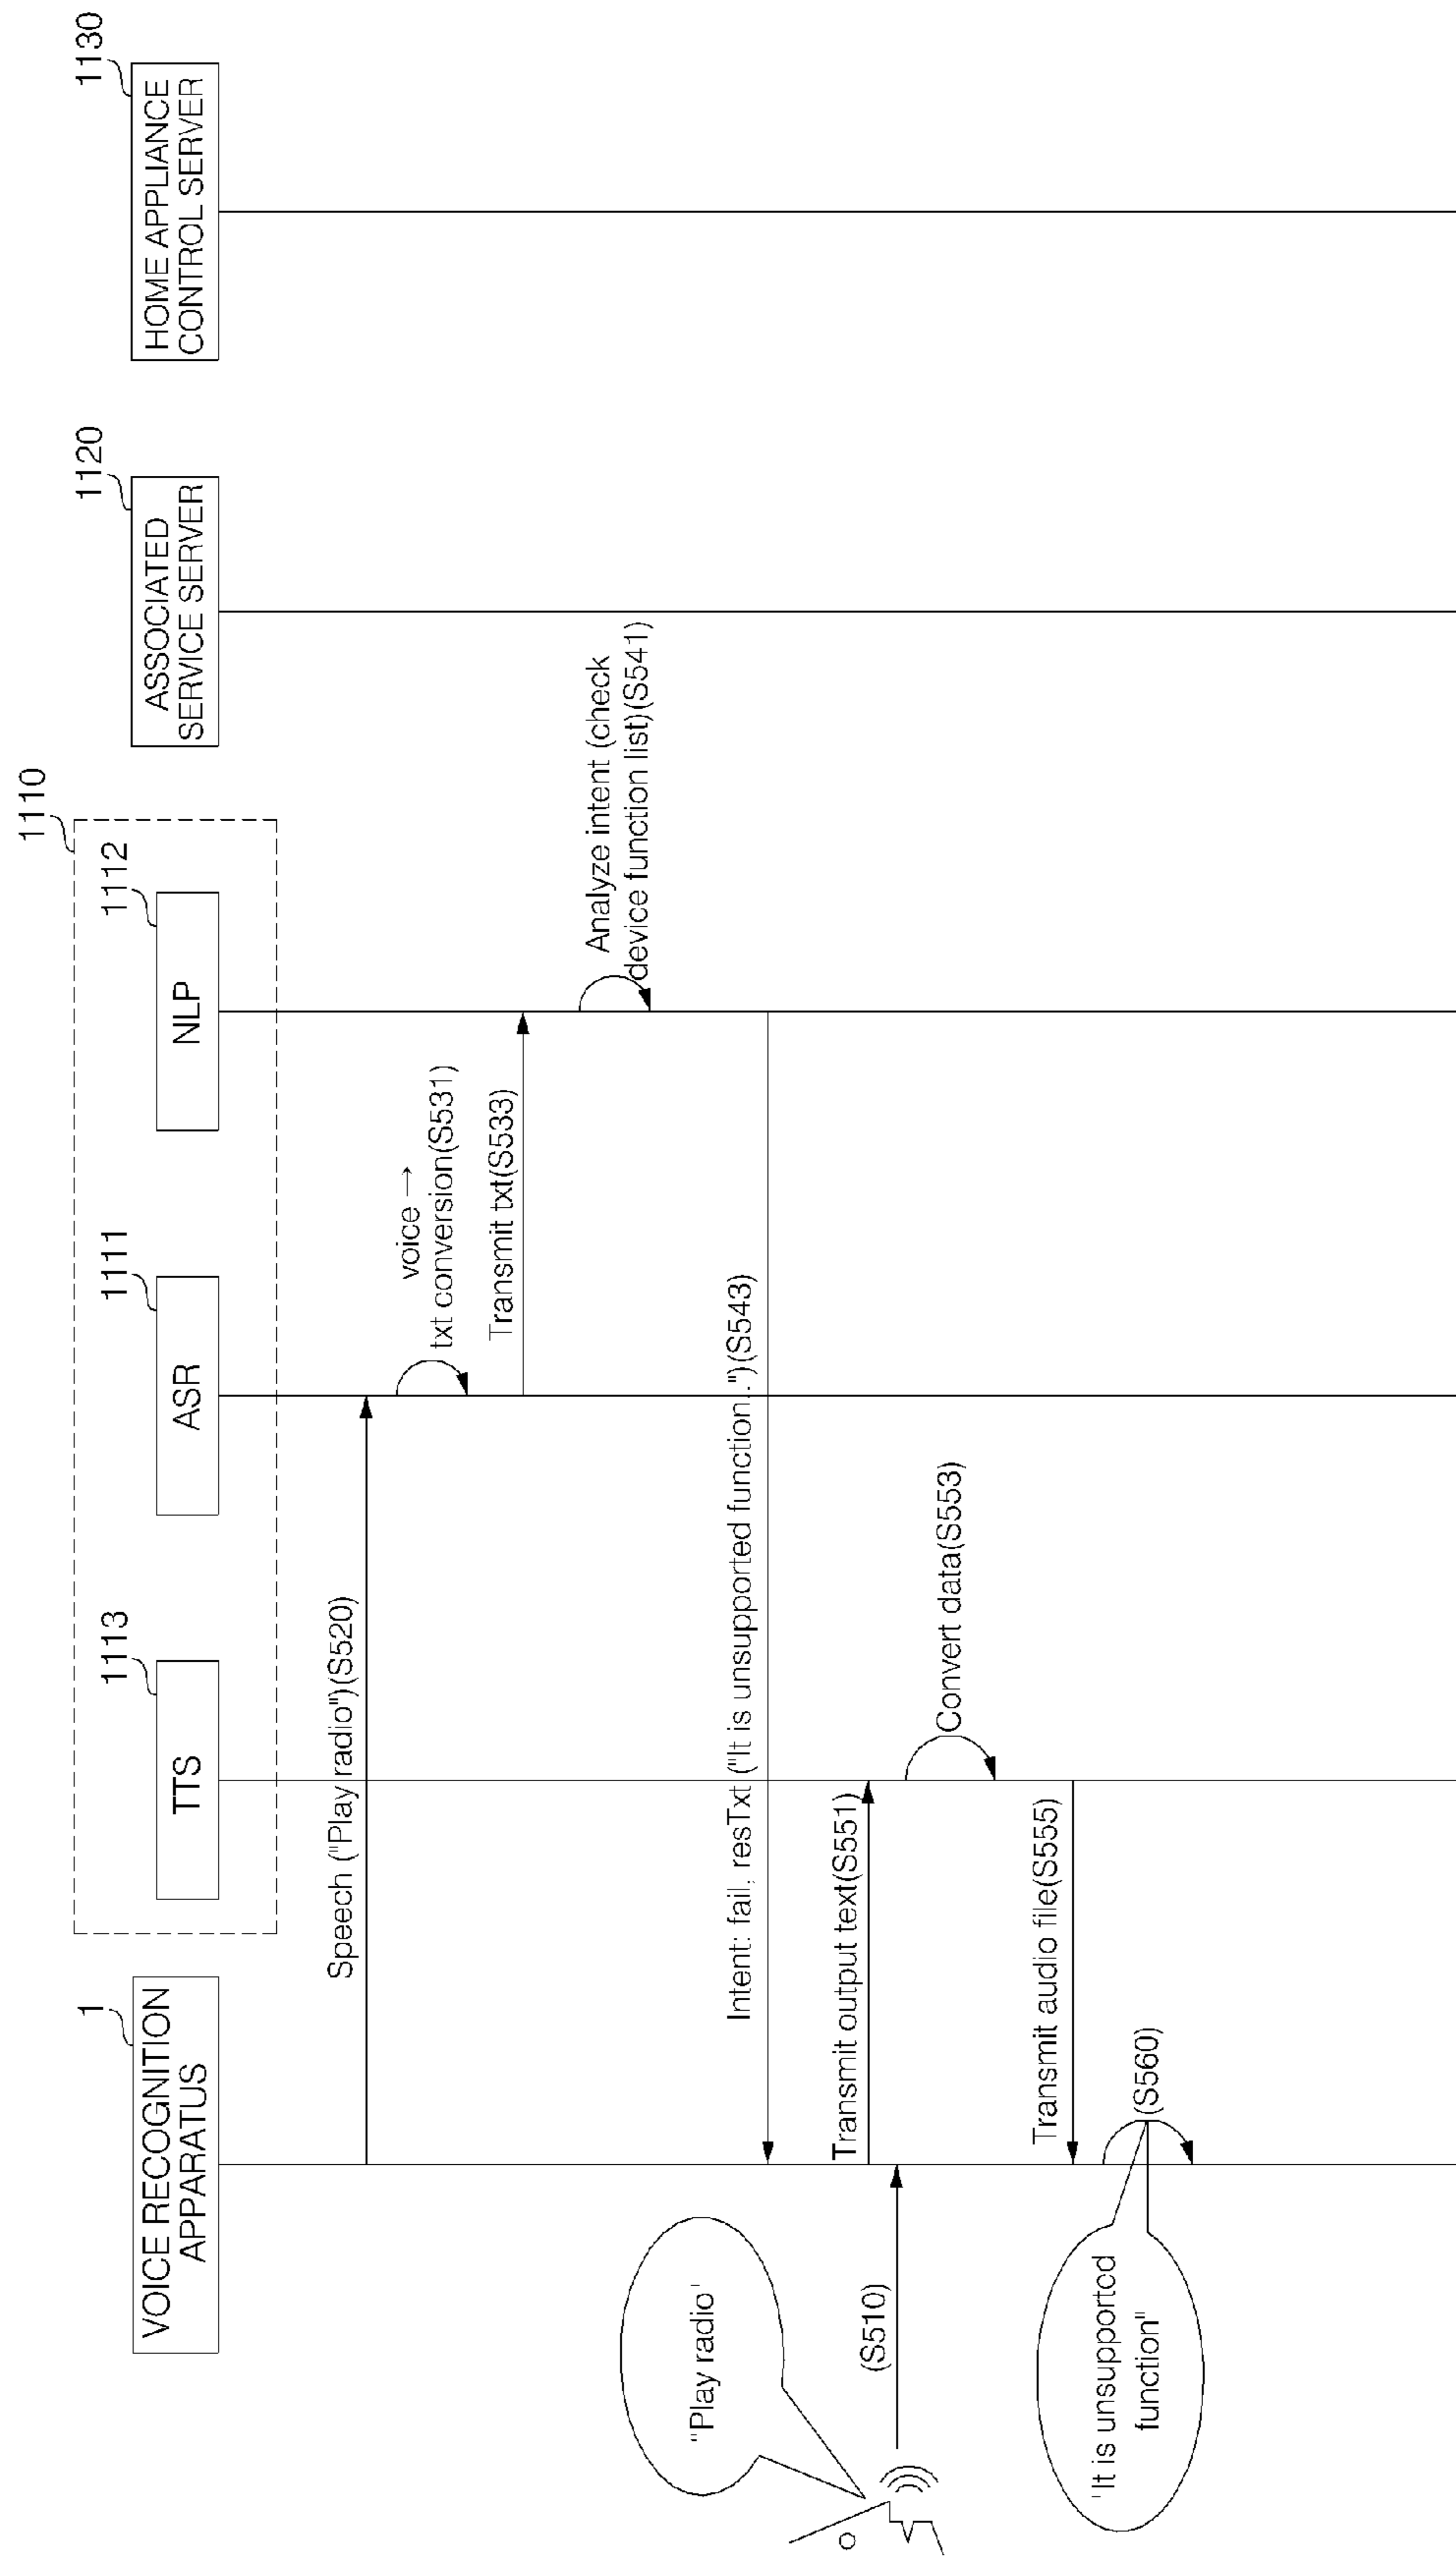 1110
1
VOICE RECOGNITION
APPARATUS
1113
TTS
1111
ASR
1112
NLP
1120
ASSOCIATED
SERVICE SERVER
1130
HOME APPLIANCE
CONTROL SERVER
Speech ("Play radio")(S520)
voice →
txt conversion(S531)
Transmit txt(S533)
Analyze intent (check
device function list)(S541)
"Play radio'
Intent: fail, resTxt ("It is unsupported function..")(S543)
Transmit output text(S551)
(S510)
Convert data(S553)
Transmit audio file(S555)
'It is unsupported
function"
(S560)